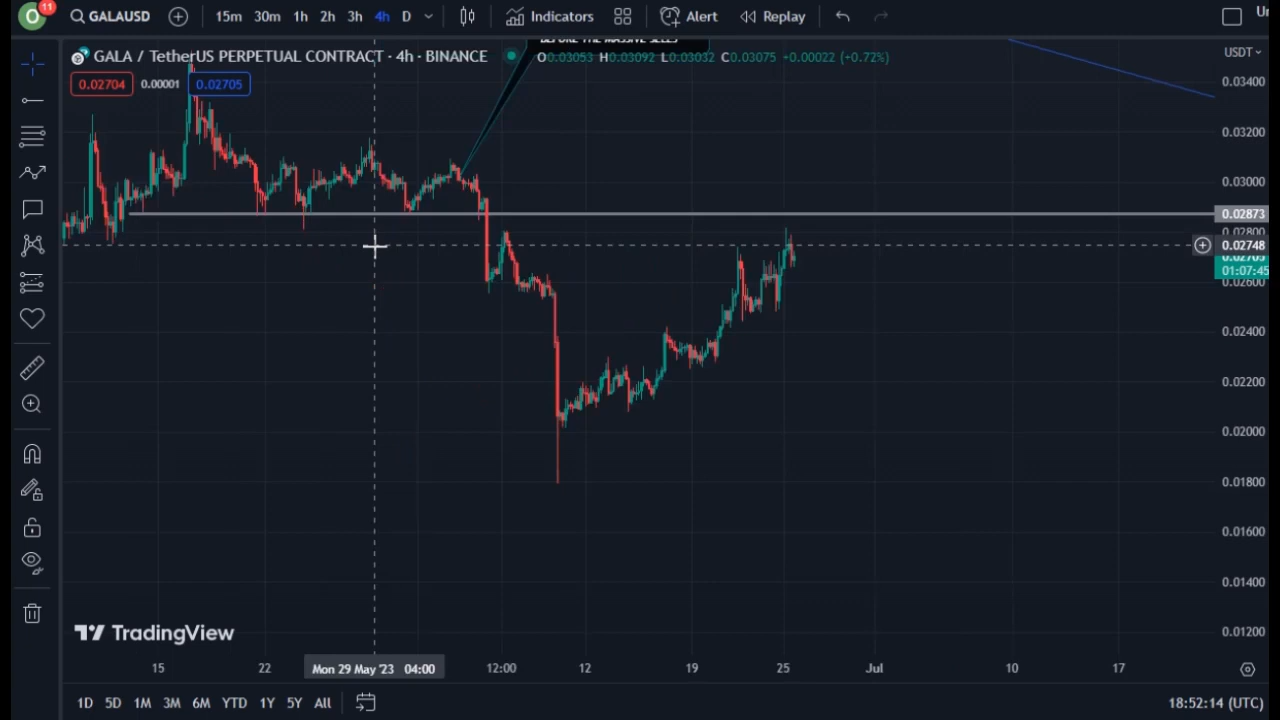 O 11 GALAUSD 15m 30m 1h 2h 3h 4h D Indicators Alert Replay
GALA / TetherUS PERPETUAL CONTRACT · 4h · BINANCE O0.03053 H0.03092 L0.03032 C0.03075 +0.00022 (+0.72%) USDT
0.02704 0.00001 0.02705
0.03400
0.03200
0.03000
0.02873
0.02800
0.02748
0.02705
01:07:45
0.02600
0.02400
0.02200
0.02000
0.01800
0.01600
0.01400
0.01200
TradingView
15 22 Mon 29 May '23 04:00 12:00 12 19 25 Jul 10 17
1D 5D 1M 3M 6M YTD 1Y 5Y All 18:52:14 (UTC)